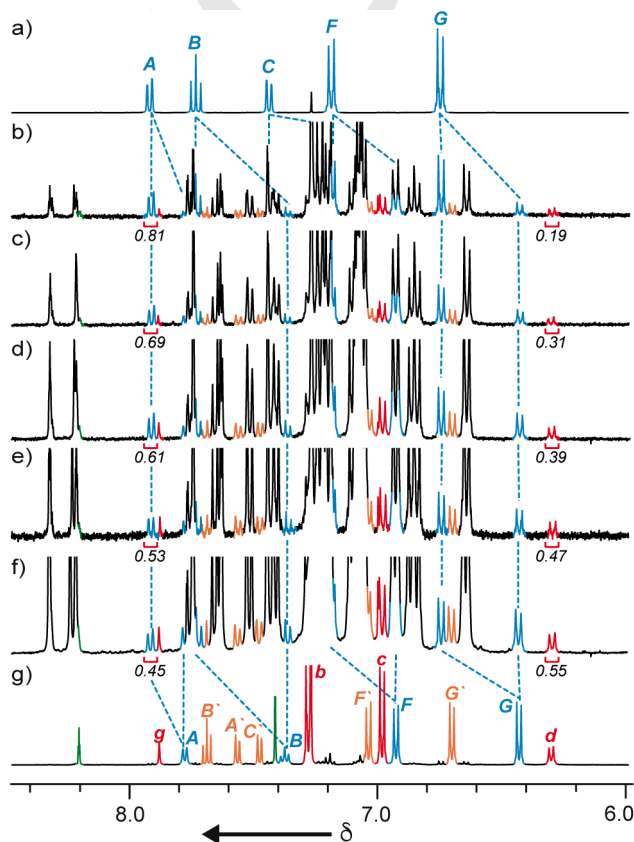 a)
A B C F G
b)
0.81 0.19
c)
0.69 0.31
d)
0.61 0.39
e)
0.53 0.47
f)
0.45 0.55
g)
g A B` A` C` B b F` c F G` G d
8.0 7.0 6.0
δ